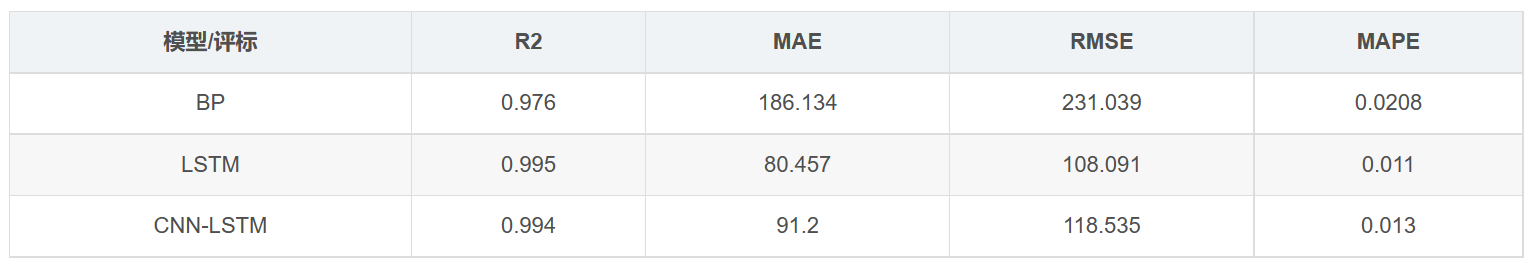 模型/评标 R2 MAE RMSE MAPE
BP 0.976 186.134 231.039 0.0208
LSTM 0.995 80.457 108.091 0.011
CNN-LSTM 0.994 91.2 118.535 0.013